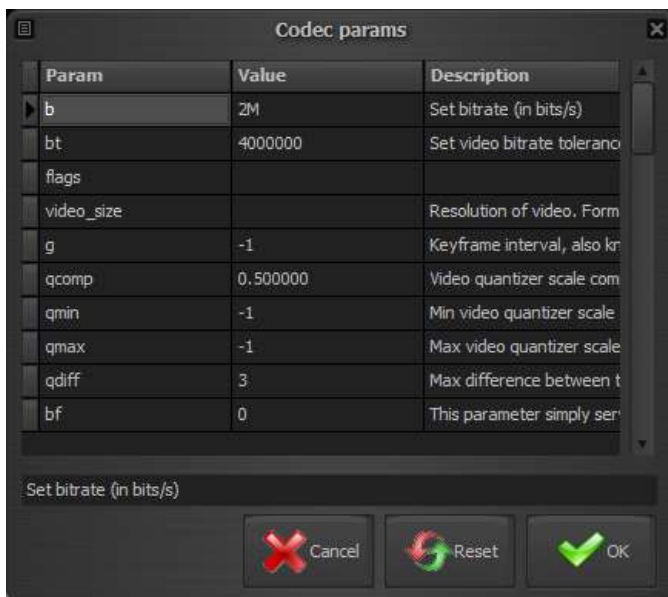 Codec params
Param Value Description
b 2M Set bitrate (in bits/s)
bt 4000000 Set video bitrate toleranc
flags
video_size Resolution of video. Form
g -1 Keyframe interval, also kr
qcomp 0.500000 Video quantizer scale com
qmin -1 Min video quantizer scale
qmax -1 Max video quantizer scale
qdiff 3 Max difference between t
bf 0 This parameter simply ser
Set bitrate (in bits/s)
Cancel Reset OK